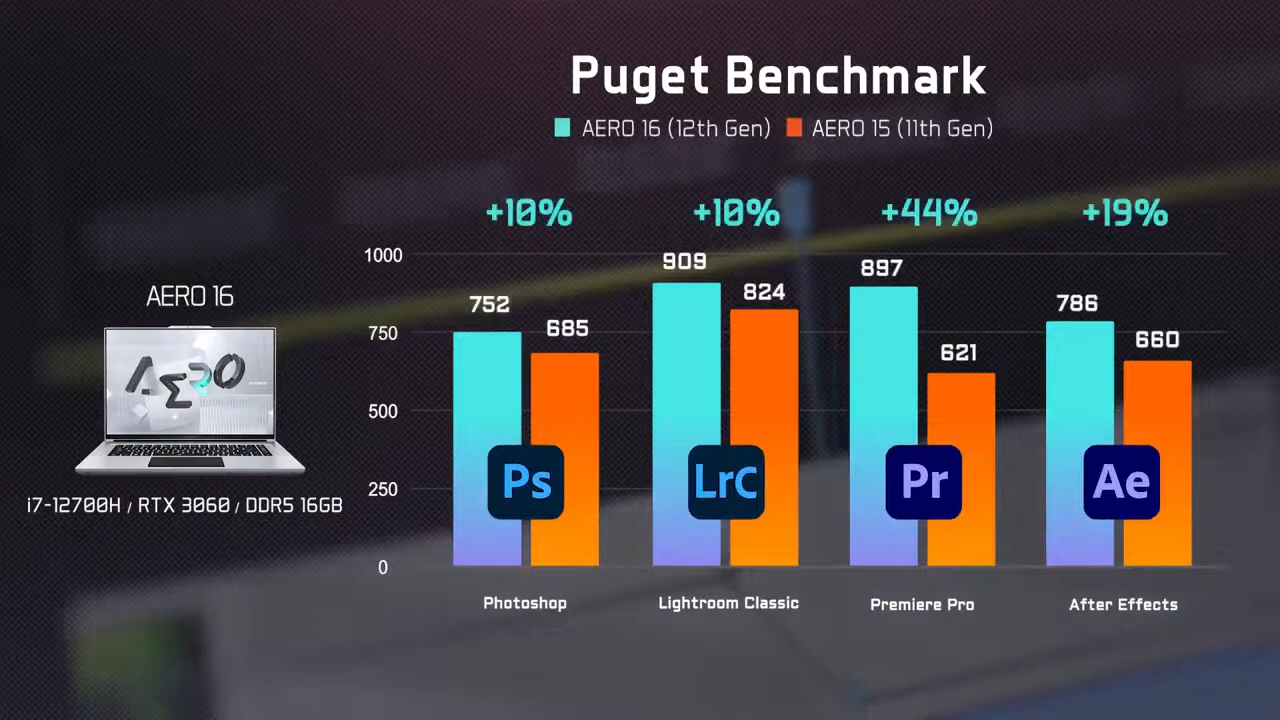 Puget Benchmark
AERO 16 (12th Gen) AERO 15 (11th Gen)
+10% +10% +44% +19%
1000
750
500
250
0
752 685 909 824 897 621 786 660
Ps LrC Pr Ae
Photoshop Lightroom Classic Premiere Pro After Effects
AERO 16
AERO
i7-12700H / RTX 3060 / DDR5 16GB